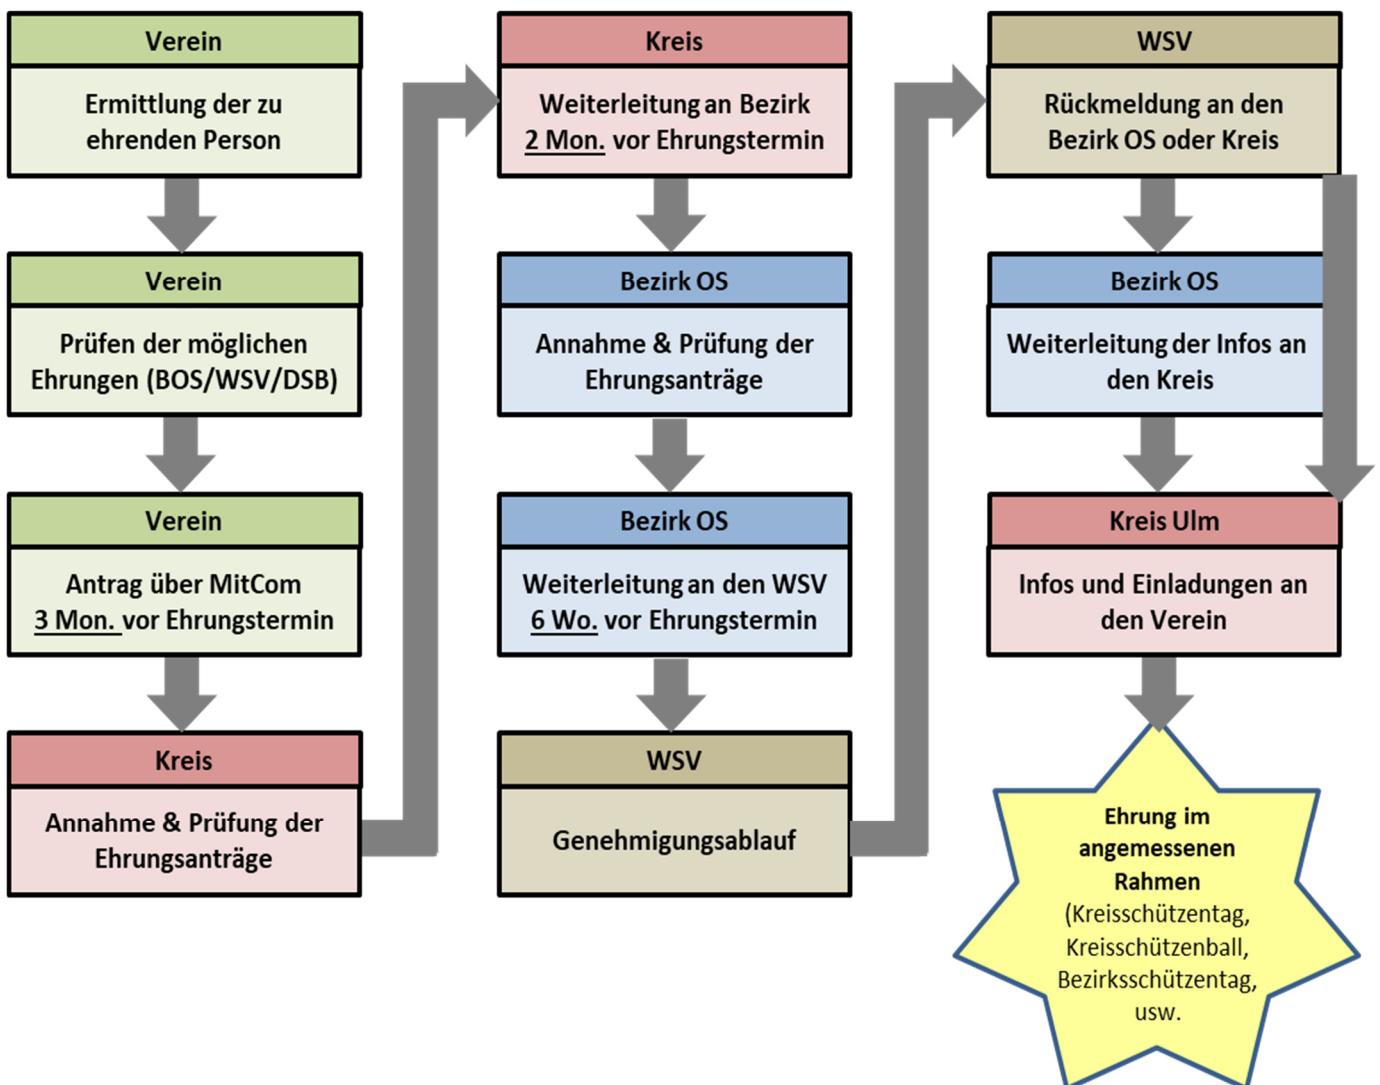 Verein
Ermittlung der zu
ehrenden Person
Verein
Prüfen der möglichen
Ehrungen (BOS/WSV/DSB)
Verein
Antrag über MitCom
3 Mon. vor Ehrungstermin
Kreis
Annahme & Prüfung der
Ehrungsanträge
Kreis
Weiterleitung an Bezirk
2 Mon. vor Ehrungstermin
Bezirk OS
Annahme & Prüfung der
Ehrungsanträge
Bezirk OS
Weiterleitung an den WSV
6 Wo. vor Ehrungstermin
WSV
Genehmigungsablauf
WSV
Rückmeldung an den
Bezirk OS oder Kreis
Bezirk OS
Weiterleitung der Infos an
den Kreis
Kreis Ulm
Infos und Einladungen an
den Verein
Ehrung im
angemessenen
Rahmen
(Kreisschützentag,
Kreisschützenball,
Bezirksschützentag,
usw.